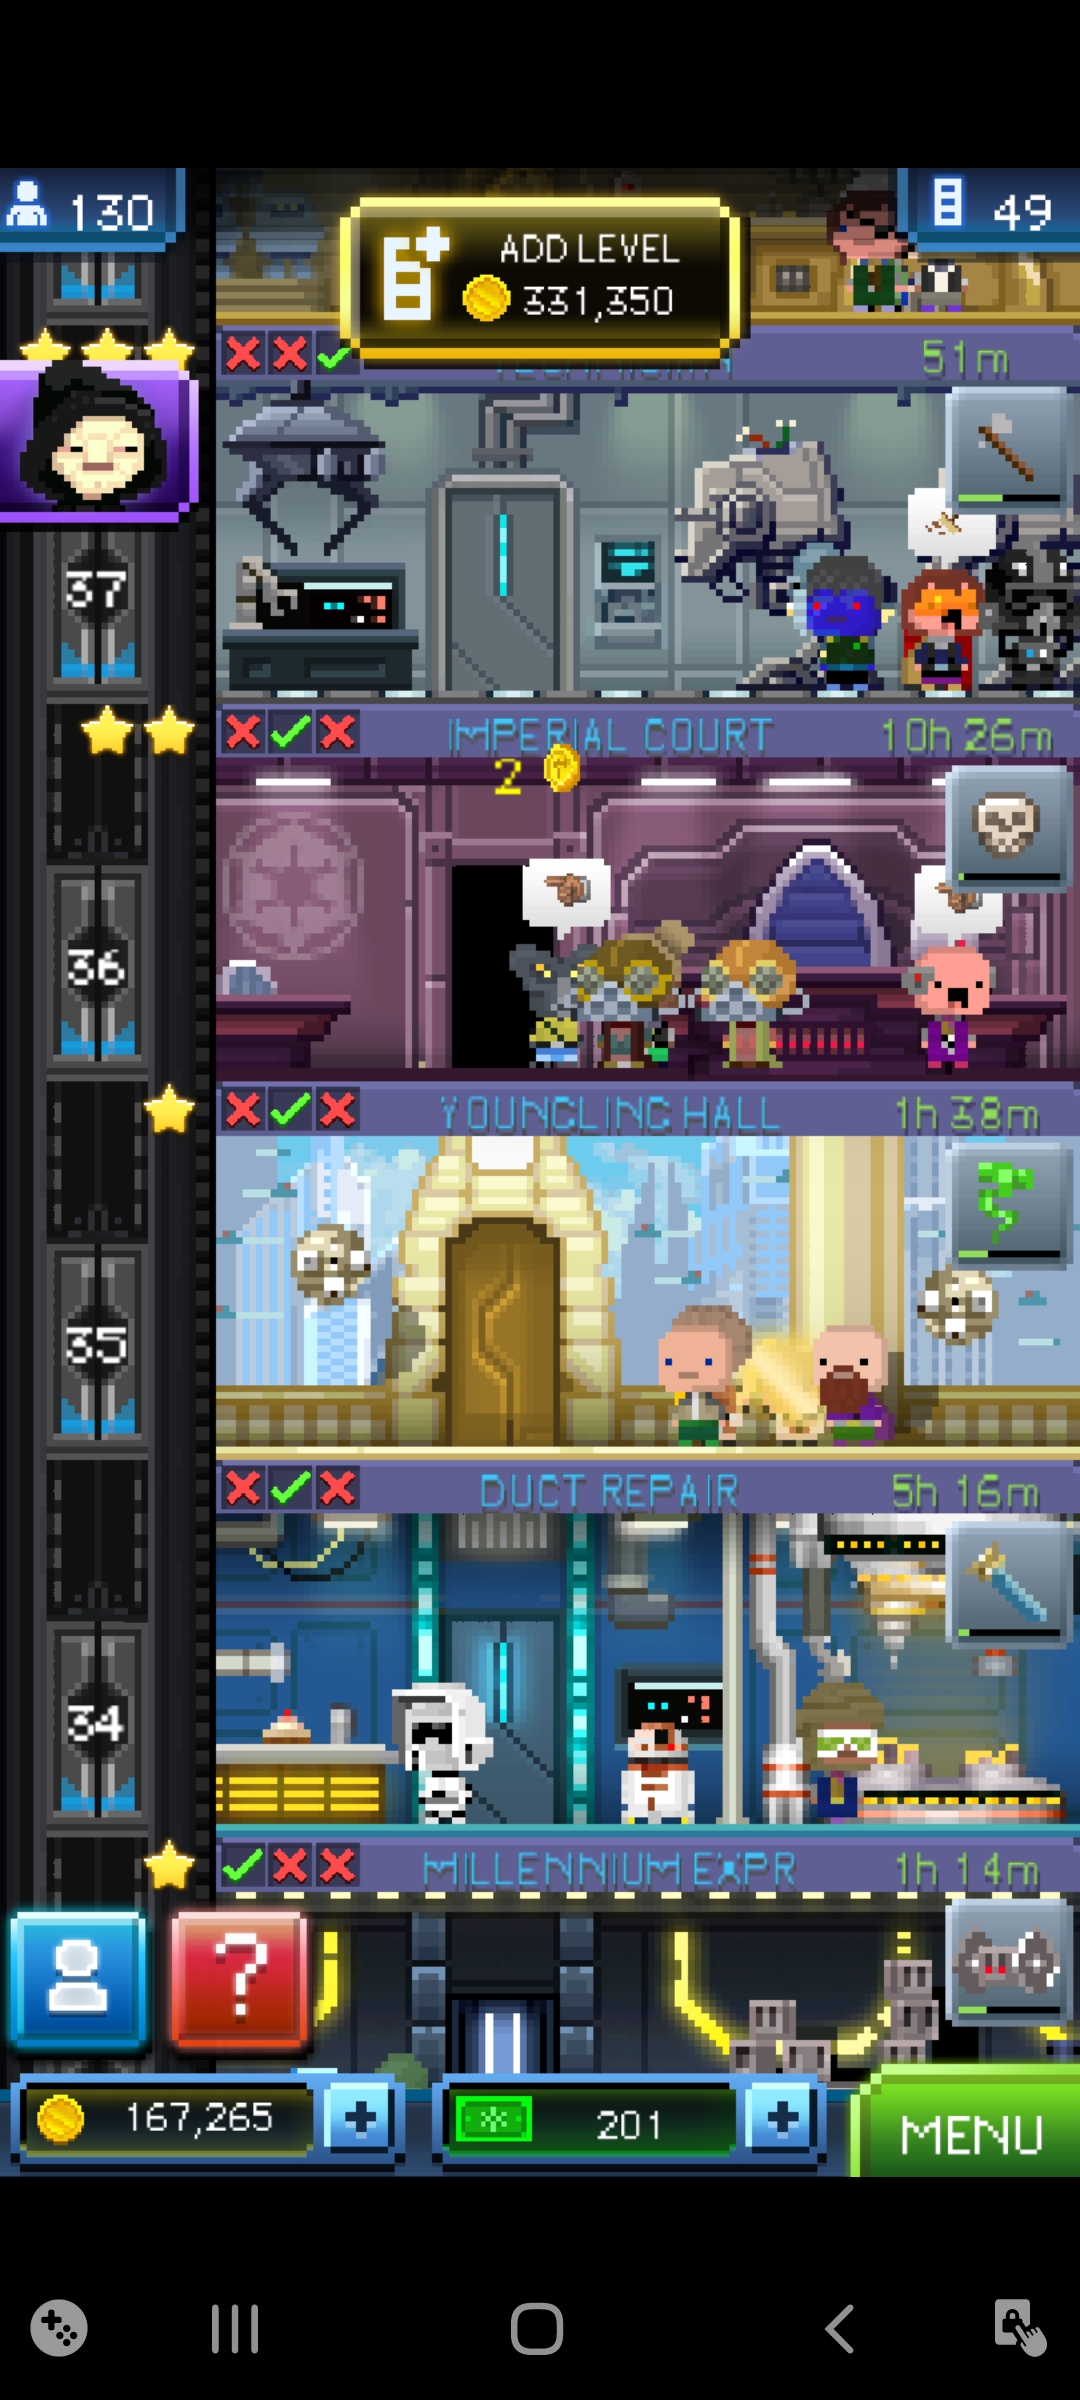 130
49
ADD LEVEL
331,350
51m
37
IMPERIAL COURT
10h 26m
2
36
YOUNGLING HALL
1h 38m
35
DUCT REPAIR
5h 16m
34
MILLENNIUM EXPR
1h 14m
?
167,265
+
201
+
MENU